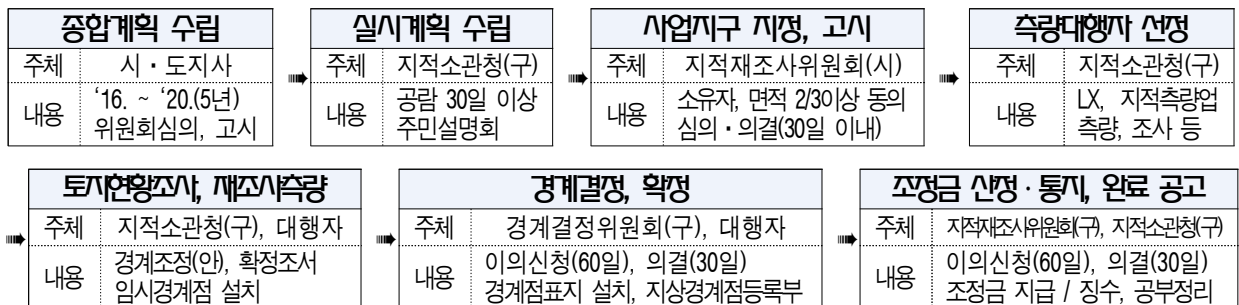 종합계획 수립
주체 시·도지사
내용 '16. ~ '20.(5년)
위원회심의, 고시
실시계획 수립
주체 지적소관청(구)
내용 공람 30일 이상
주민설명회
사업지구 지정, 고시
주체 지적재조사위원회(시)
내용 소유자, 면적 2/3이상 동의
심의·의결(30일 이내)
측량대행자 선정
주체 지적소관청(구)
내용 LX, 지적측량업
측량, 조사 등
토지현황조사, 재조사측량
주체 지적소관청(구), 대행자
내용 경계조정(안), 확정조서
임시경계점 설치
경계결정, 확정
주체 경계결정위원회(구), 대행자
내용 이의신청(60일), 의결(30일)
경계점표지 설치, 지상경계점등록부
조정금 산정·통지, 완료 공고
주체 지적재조사위원회(구), 지적소관청(구)
내용 이의신청(60일), 의결(30일)
조정금 지급 / 징수, 공부정리